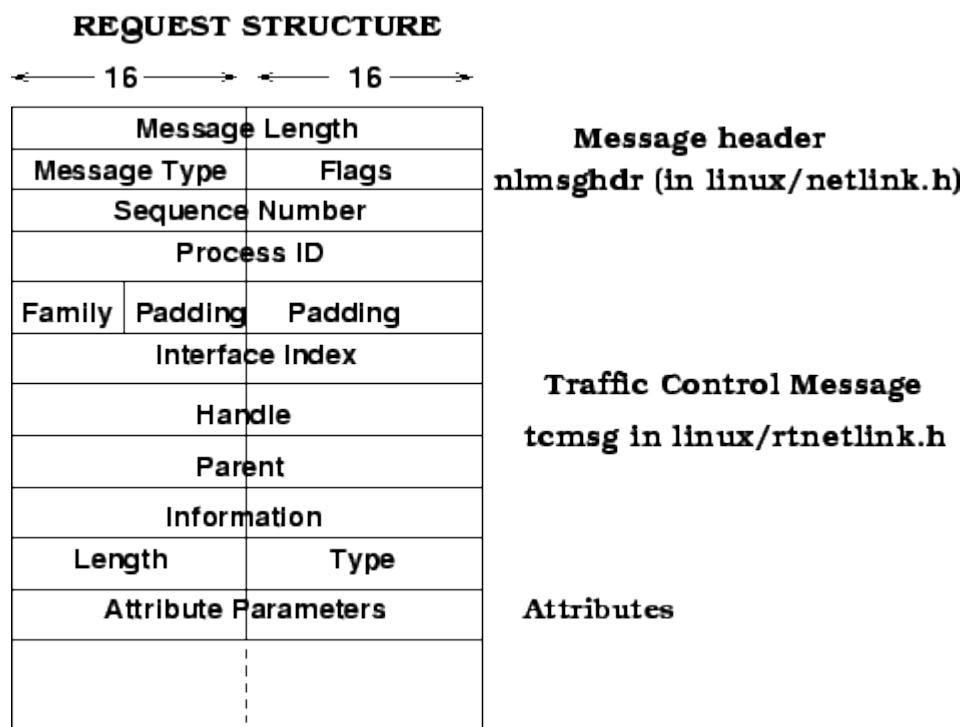 REQUEST STRUCTURE
16 16
Message Length
Message Type Flags
Sequence Number
Process ID
Family Padding Padding
Interface Index
Handle
Parent
Information
Length Type
Attribute Parameters
Message header
nlmsghdr (in linux/netlink.h)
Traffic Control Message
tcmsg in linux/rtnetlink.h
Attributes